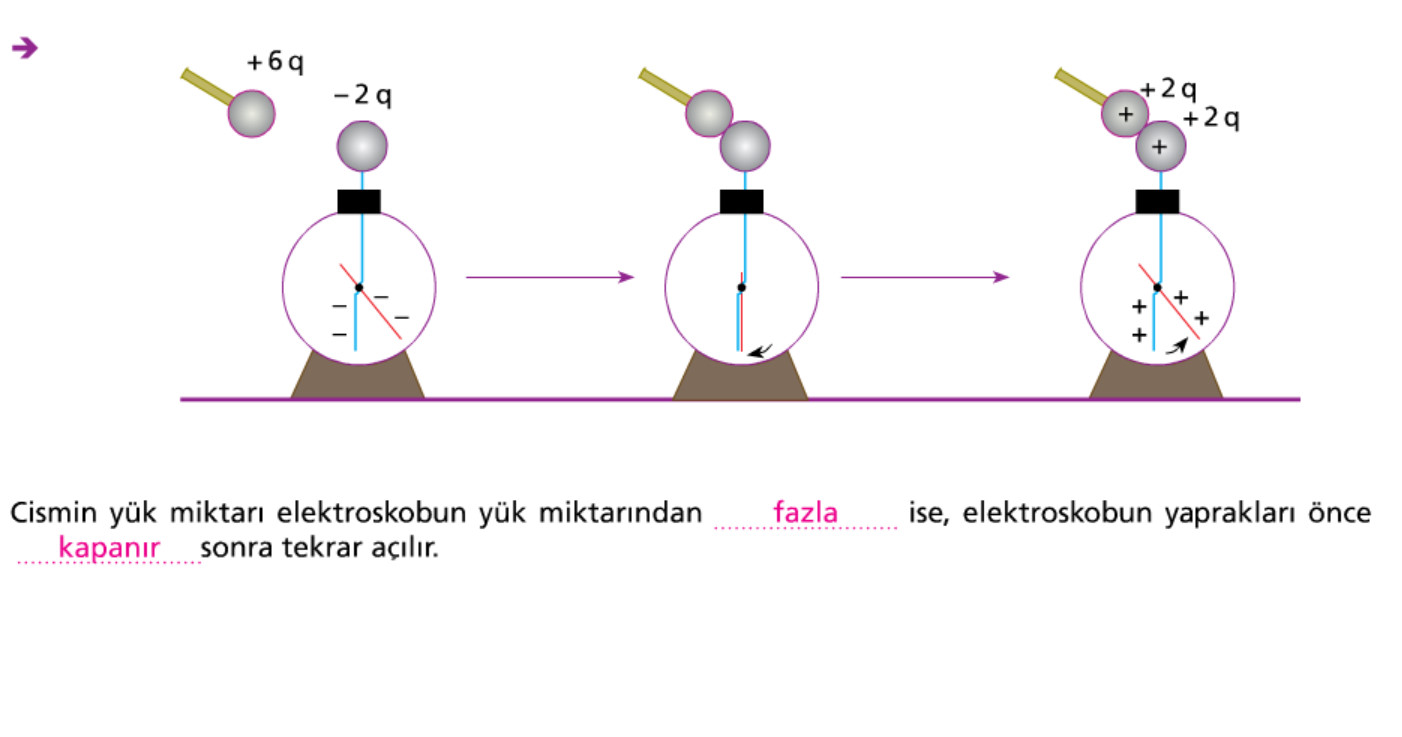 + 6 q
– 2 q
+ 2 q
+ 2 q
+
+
–
–
–
–
+
+
+
+
Cismin yük miktarı elektroskobun yük miktarından fazla ise, elektroskobun yaprakları önce
kapanır sonra tekrar açılır.